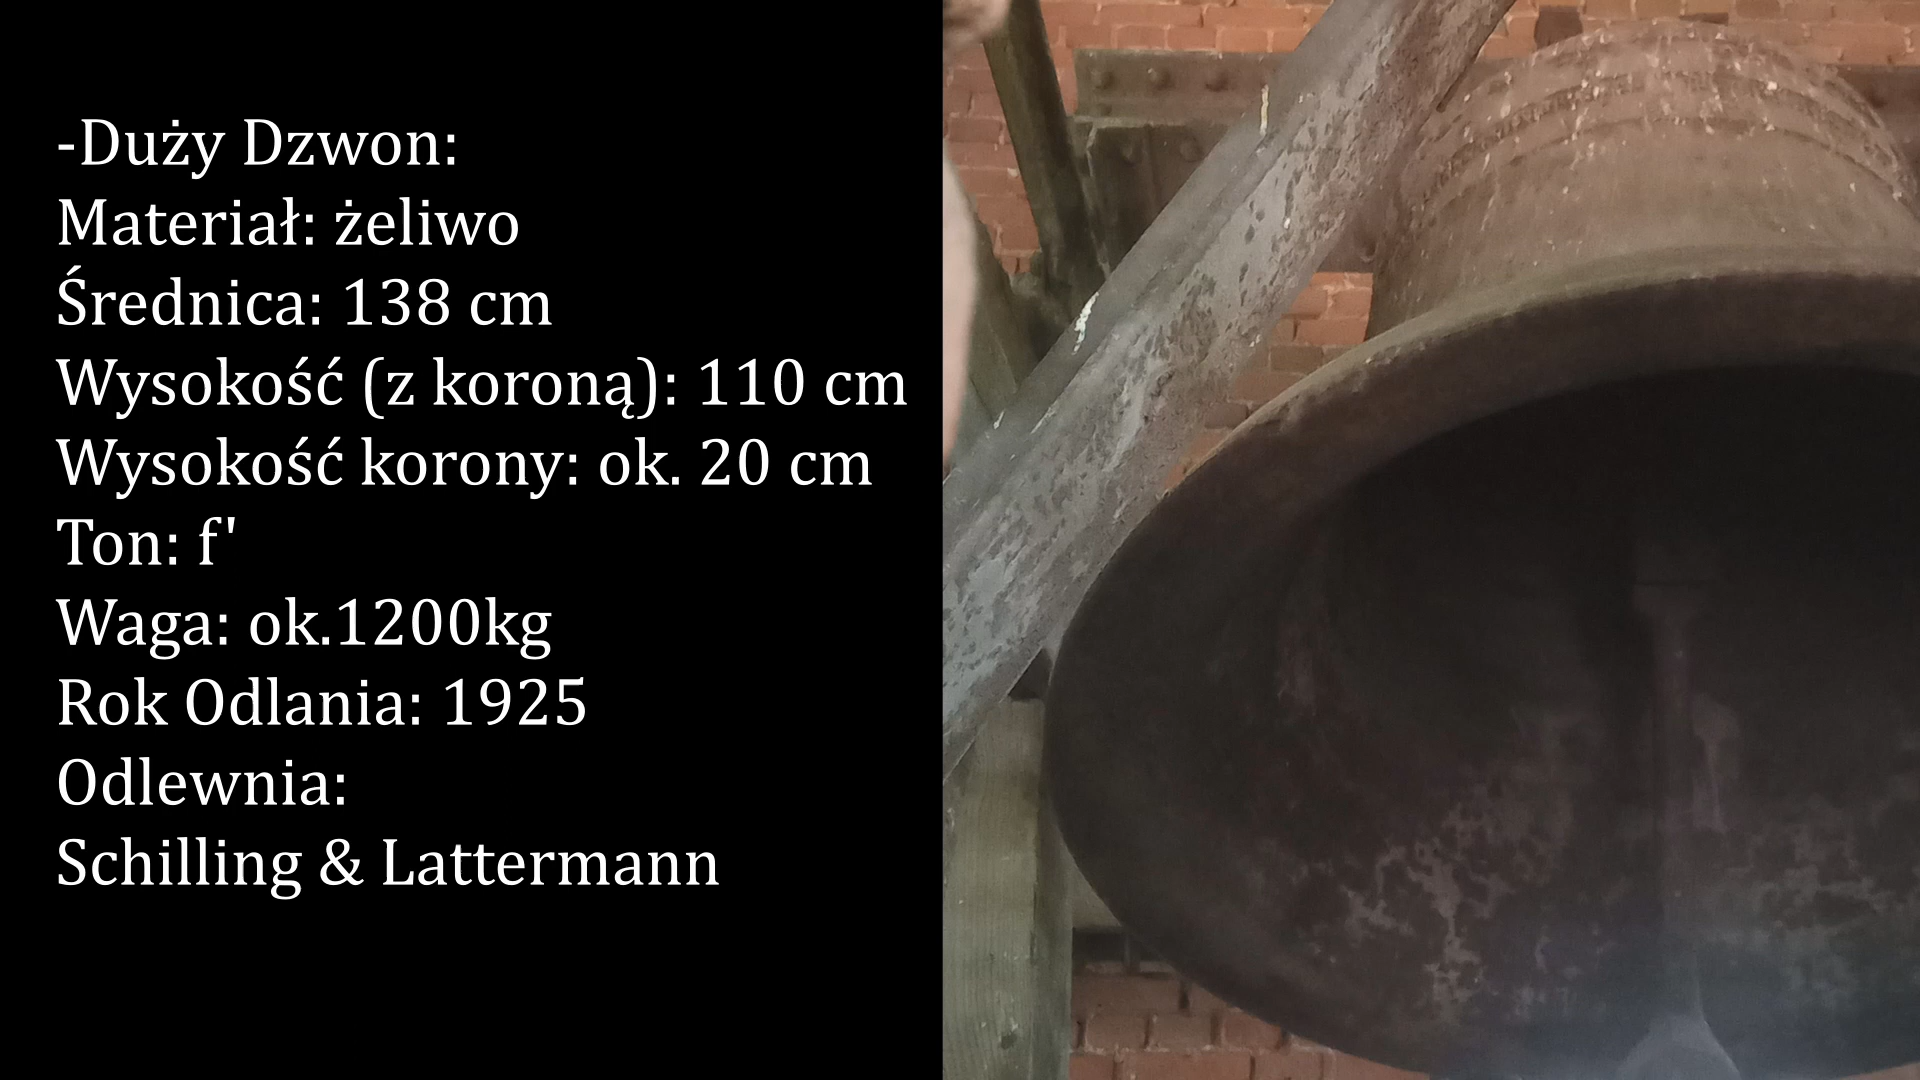 -Duży Dzwon:
Materiał: żeliwo
Średnica: 138 cm
Wysokość (z koroną): 110 cm
Wysokość korony: ok. 20 cm
Ton: f'
Waga: ok.1200kg
Rok Odlania: 1925
Odlewnia:
Schilling & Lattermann